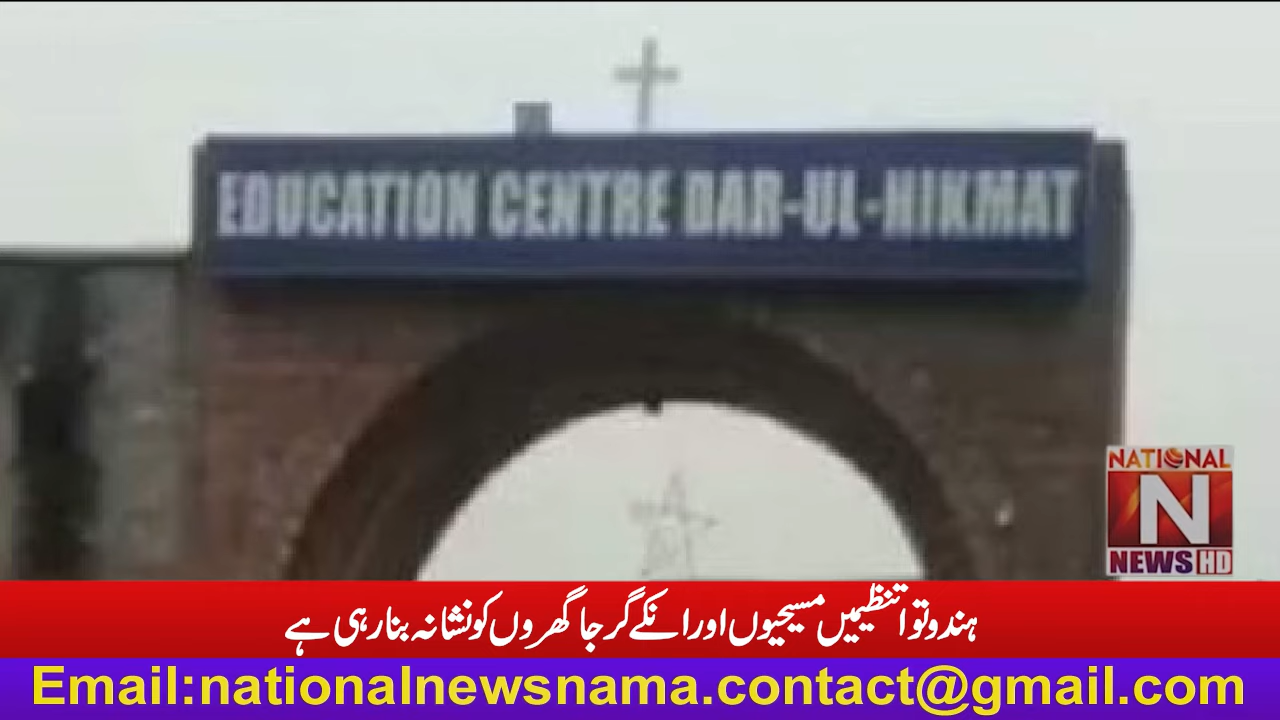 EDUCATION CENTRE DAR-UL-HIKMAT
NATIONAL
N
NEWS HD
ہندوتوا تنظیمیں مسیحیوں اور انکے گرجا گھروں کو نشانہ بنا رہی ہے
Email:nationalnewsnama.contact@gmail.com